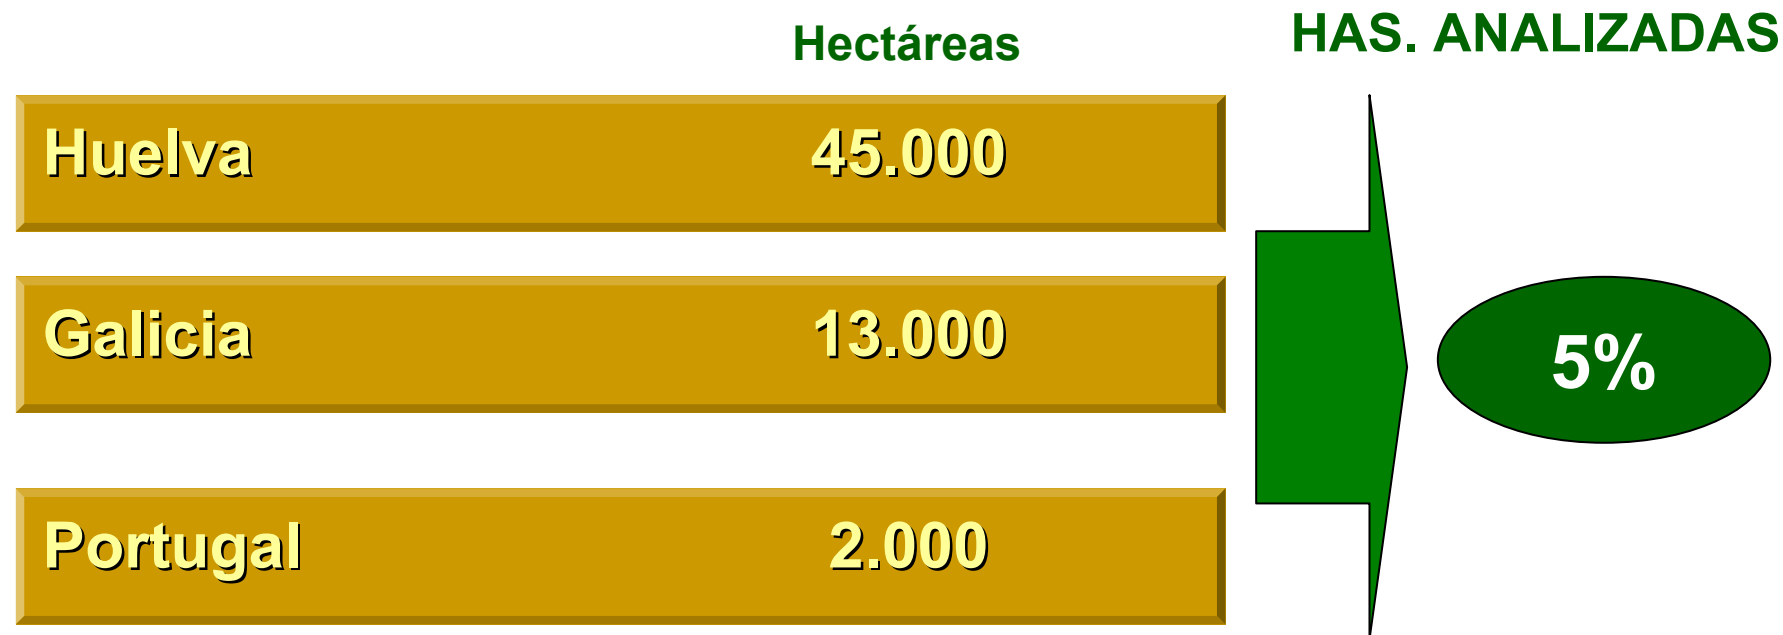 Hectáreas
HAS. ANALIZADAS
Huelva 45.000
Galicia 13.000
5%
Portugal 2.000